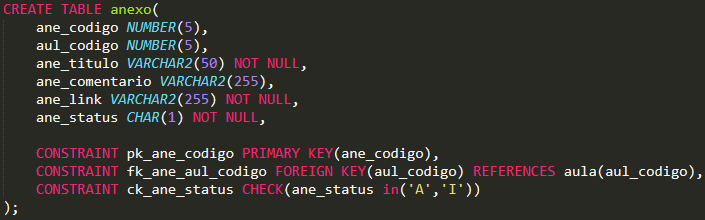 CREATE TABLE anexo(
    ane_codigo NUMBER(5),
    aul_codigo NUMBER(5),
    ane_titulo VARCHAR2(50) NOT NULL,
    ane_comentario VARCHAR2(255),
    ane_link VARCHAR2(255) NOT NULL,
    ane_status CHAR(1) NOT NULL,

    CONSTRAINT pk_ane_codigo PRIMARY KEY(ane_codigo),
    CONSTRAINT fk_ane_aul_codigo FOREIGN KEY(aul_codigo) REFERENCES aula(aul_codigo),
    CONSTRAINT ck_ane_status CHECK(ane_status in('A','I'))
);